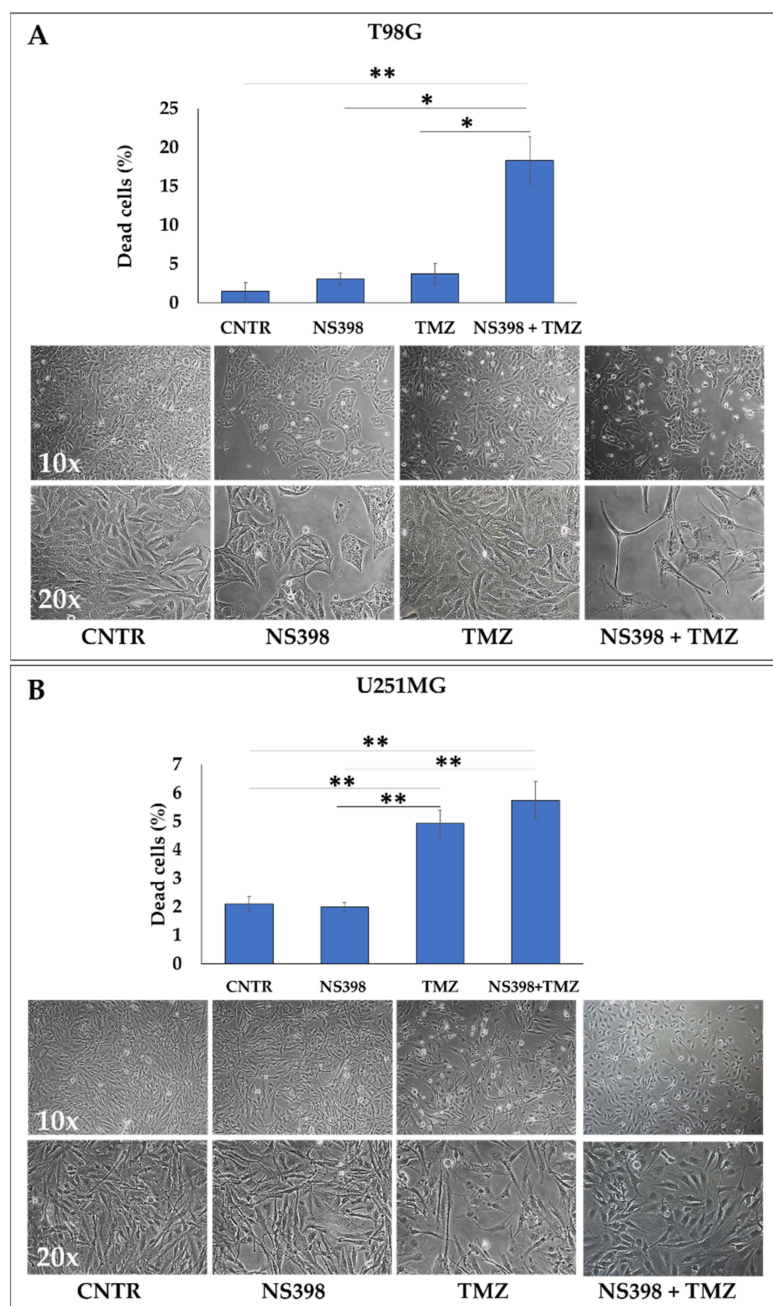 A
T98G
**
*
*
25
20
15
10
5
0
Dead cells (%)
CNTR NS398 TMZ NS398 + TMZ
10x
20x
CNTR NS398 TMZ NS398 + TMZ
B
U251MG
**
** **
**
7
6
5
4
3
2
1
0
Dead cells (%)
CNTR NS398 TMZ NS398+TMZ
10x
20x
CNTR NS398 TMZ NS398 + TMZ